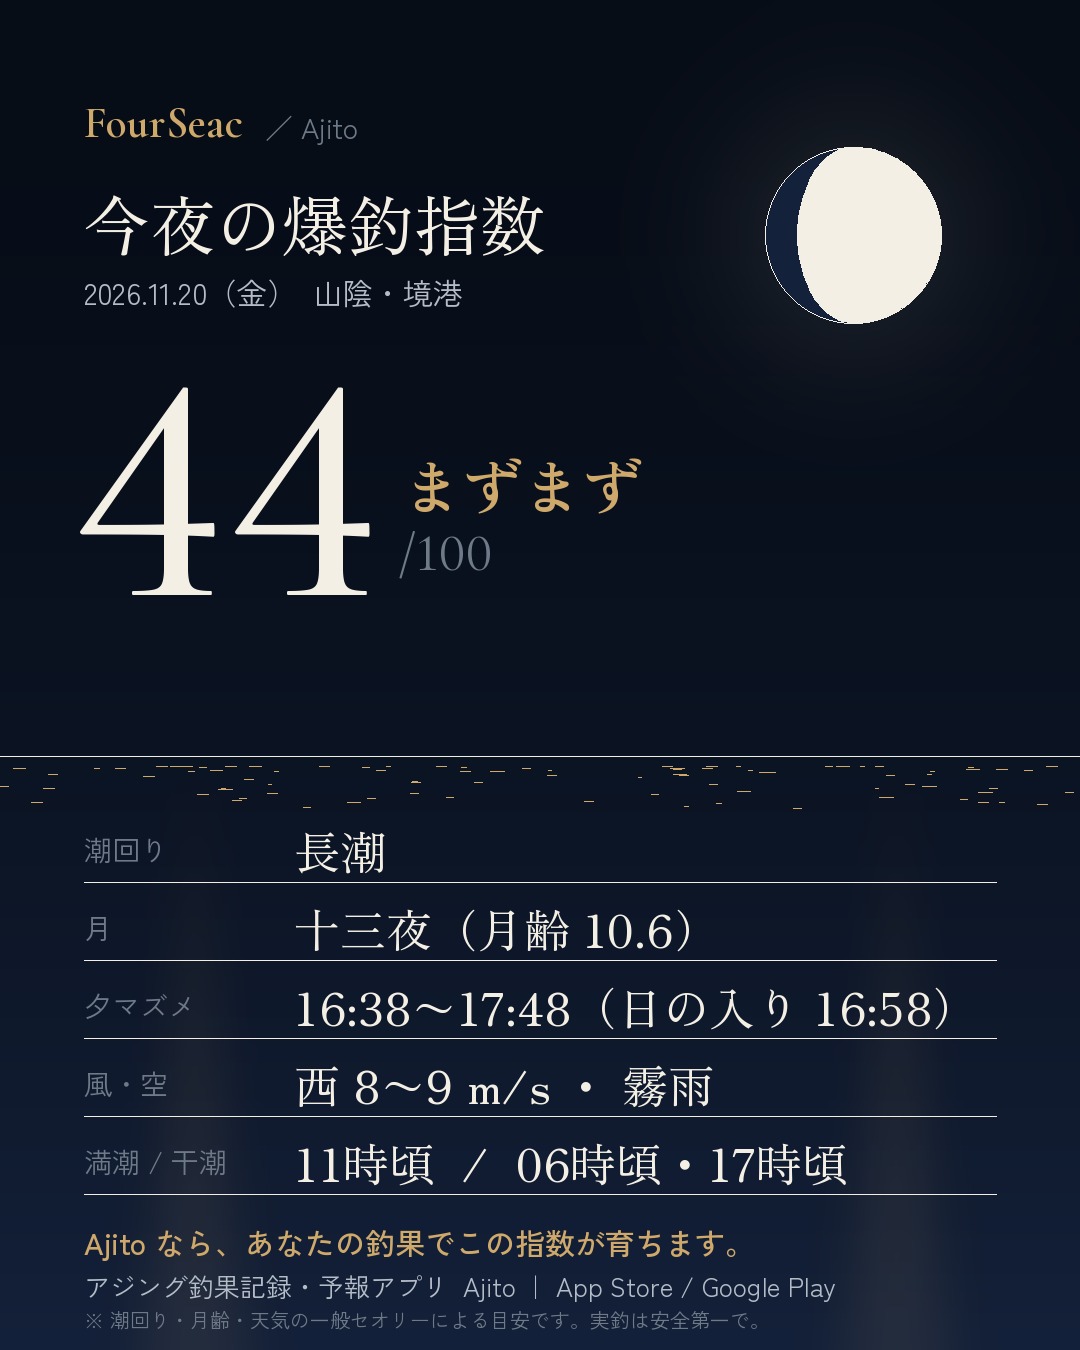 FourSeac ／ Ajito
今夜の爆釣指数
2026.11.20（金） 山陰・境港
44 まずまず
/100
潮回り 長潮
月 十三夜（月齢 10.6）
夕マズメ 16:38〜17:48（日の入り 16:58）
風・空 西 8〜9 m/s ・ 霧雨
満潮 / 干潮 11時頃 ／ 06時頃・17時頃
Ajito なら、あなたの釣果でこの指数が育ちます。
アジング釣果記録・予報アプリ Ajito ｜ App Store / Google Play
※ 潮回り・月齢・天気の一般セオリーによる目安です。実釣は安全第一で。